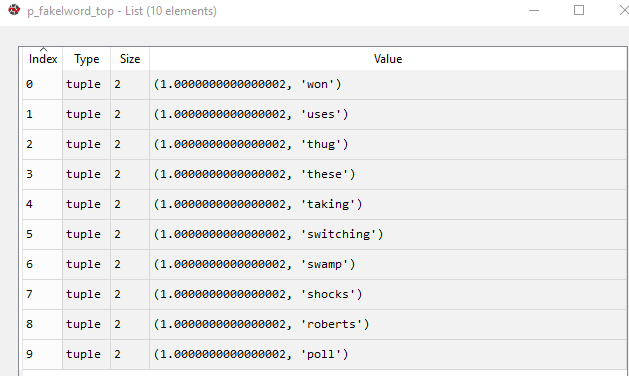 p_fakelword_top - List (10 elements)
Index Type Size Value
0 tuple 2 (1.0000000000000002, 'won')
1 tuple 2 (1.0000000000000002, 'uses')
2 tuple 2 (1.0000000000000002, 'thug')
3 tuple 2 (1.0000000000000002, 'these')
4 tuple 2 (1.0000000000000002, 'taking')
5 tuple 2 (1.0000000000000002, 'switching')
6 tuple 2 (1.0000000000000002, 'swamp')
7 tuple 2 (1.0000000000000002, 'shocks')
8 tuple 2 (1.0000000000000002, 'roberts')
9 tuple 2 (1.0000000000000002, 'poll')